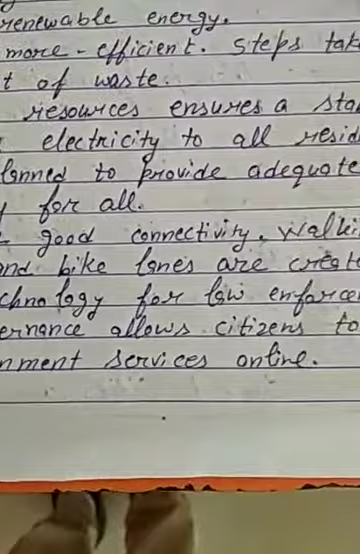 renewable energy.
more-efficient. steps tak
t of waste.
resources ensures a sta
electricity to all resid
lanned to provide adequate
y for all.
good connectivity. Walki
nd bike lanes are create
chnology for law enforce
ernance allows citizens to
nment services online.